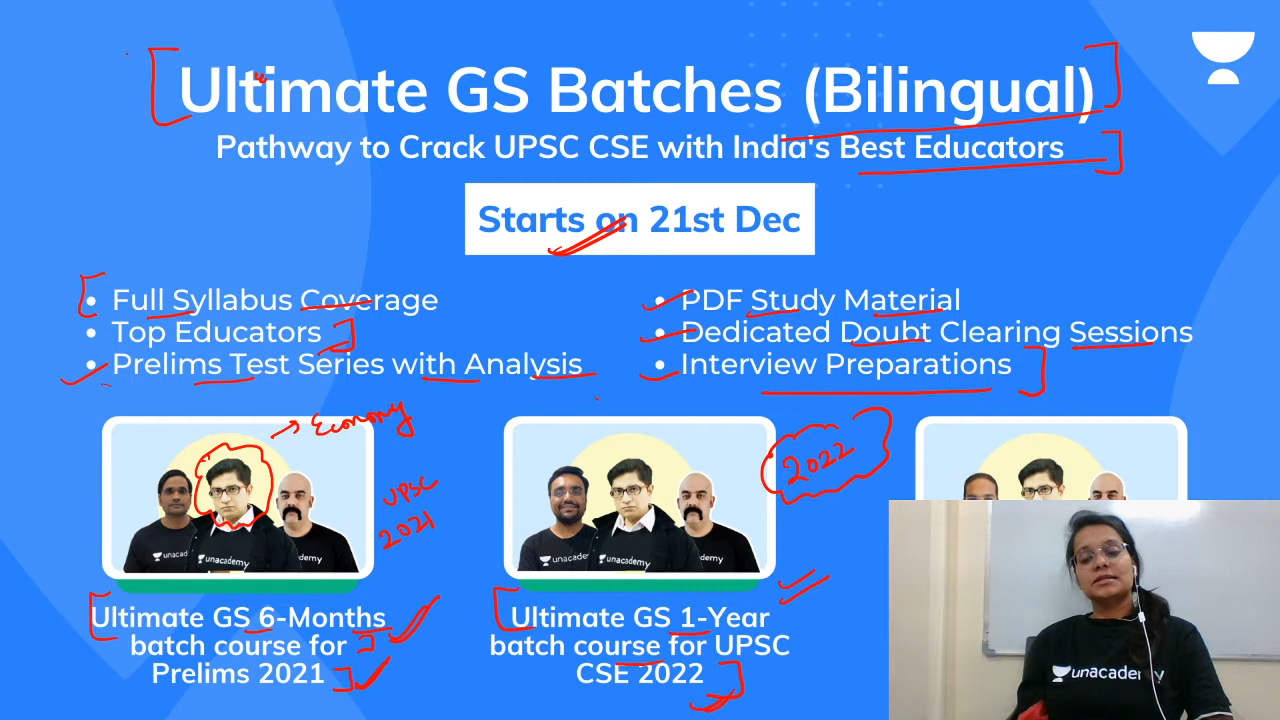 Ultimate GS Batches (Bilingual)
Pathway to Crack UPSC CSE with India's Best Educators
Starts on 21st Dec
• Full Syllabus Coverage
• Top Educators
• Prelims Test Series with Analysis
• PDF Study Material
• Dedicated Doubt Clearing Sessions
• Interview Preparations
→ Economy
UPSC
2021
2022
unacademy
unacademy
Ultimate GS 6-Months
batch course for
Prelims 2021
Ultimate GS 1-Year
batch course for UPSC
CSE 2022
unacademy